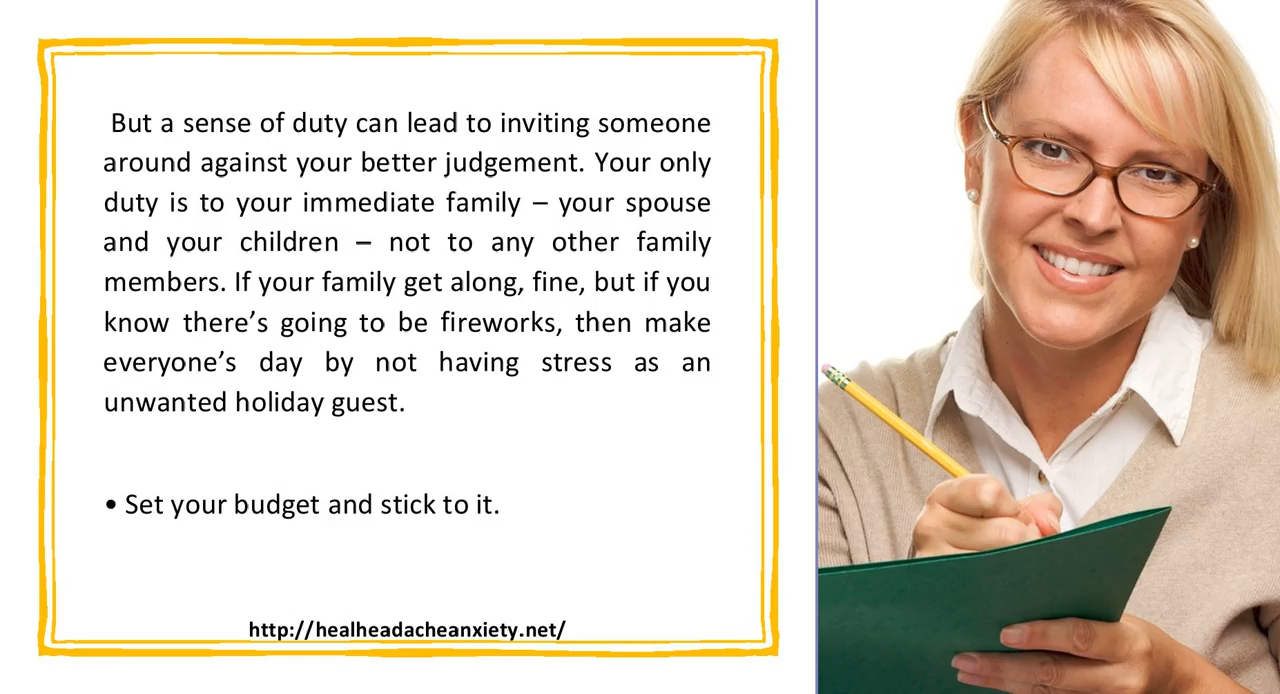 But a sense of duty can lead to inviting someone
around against your better judgement. Your only
duty is to your immediate family – your spouse
and your children – not to any other family
members. If your family get along, fine, but if you
know there’s going to be fireworks, then make
everyone’s day by not having stress as an
unwanted holiday guest.
• Set your budget and stick to it.
http://healheadacheanxiety.net/